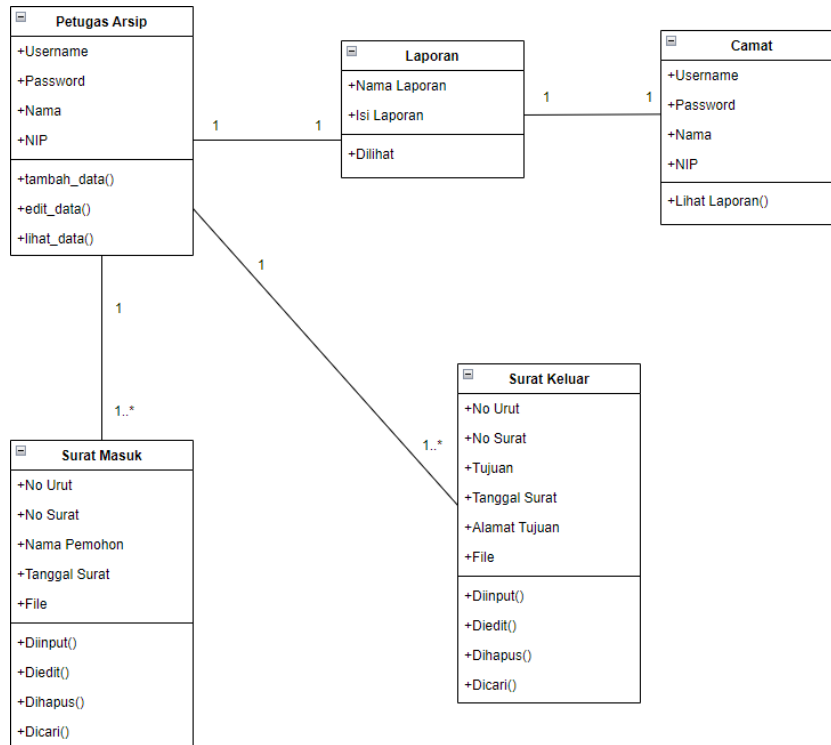 Petugas Arsip
+Username
+Password
+Nama
+NIP
+tambah_data()
+edit_data()
+lihat_data()
1
1
Laporan
+Nama Laporan
+Isi Laporan
+Dilihat
1
1
Camat
+Username
+Password
+Nama
+NIP
+Lihat Laporan()
1
1..*
1
1..*
Surat Masuk
+No Urut
+No Surat
+Nama Pemohon
+Tanggal Surat
+File
+Diinput()
+Diedit()
+Dihapus()
+Dicari()
Surat Keluar
+No Urut
+No Surat
+Tujuan
+Tanggal Surat
+Alamat Tujuan
+File
+Diinput()
+Diedit()
+Dihapus()
+Dicari()